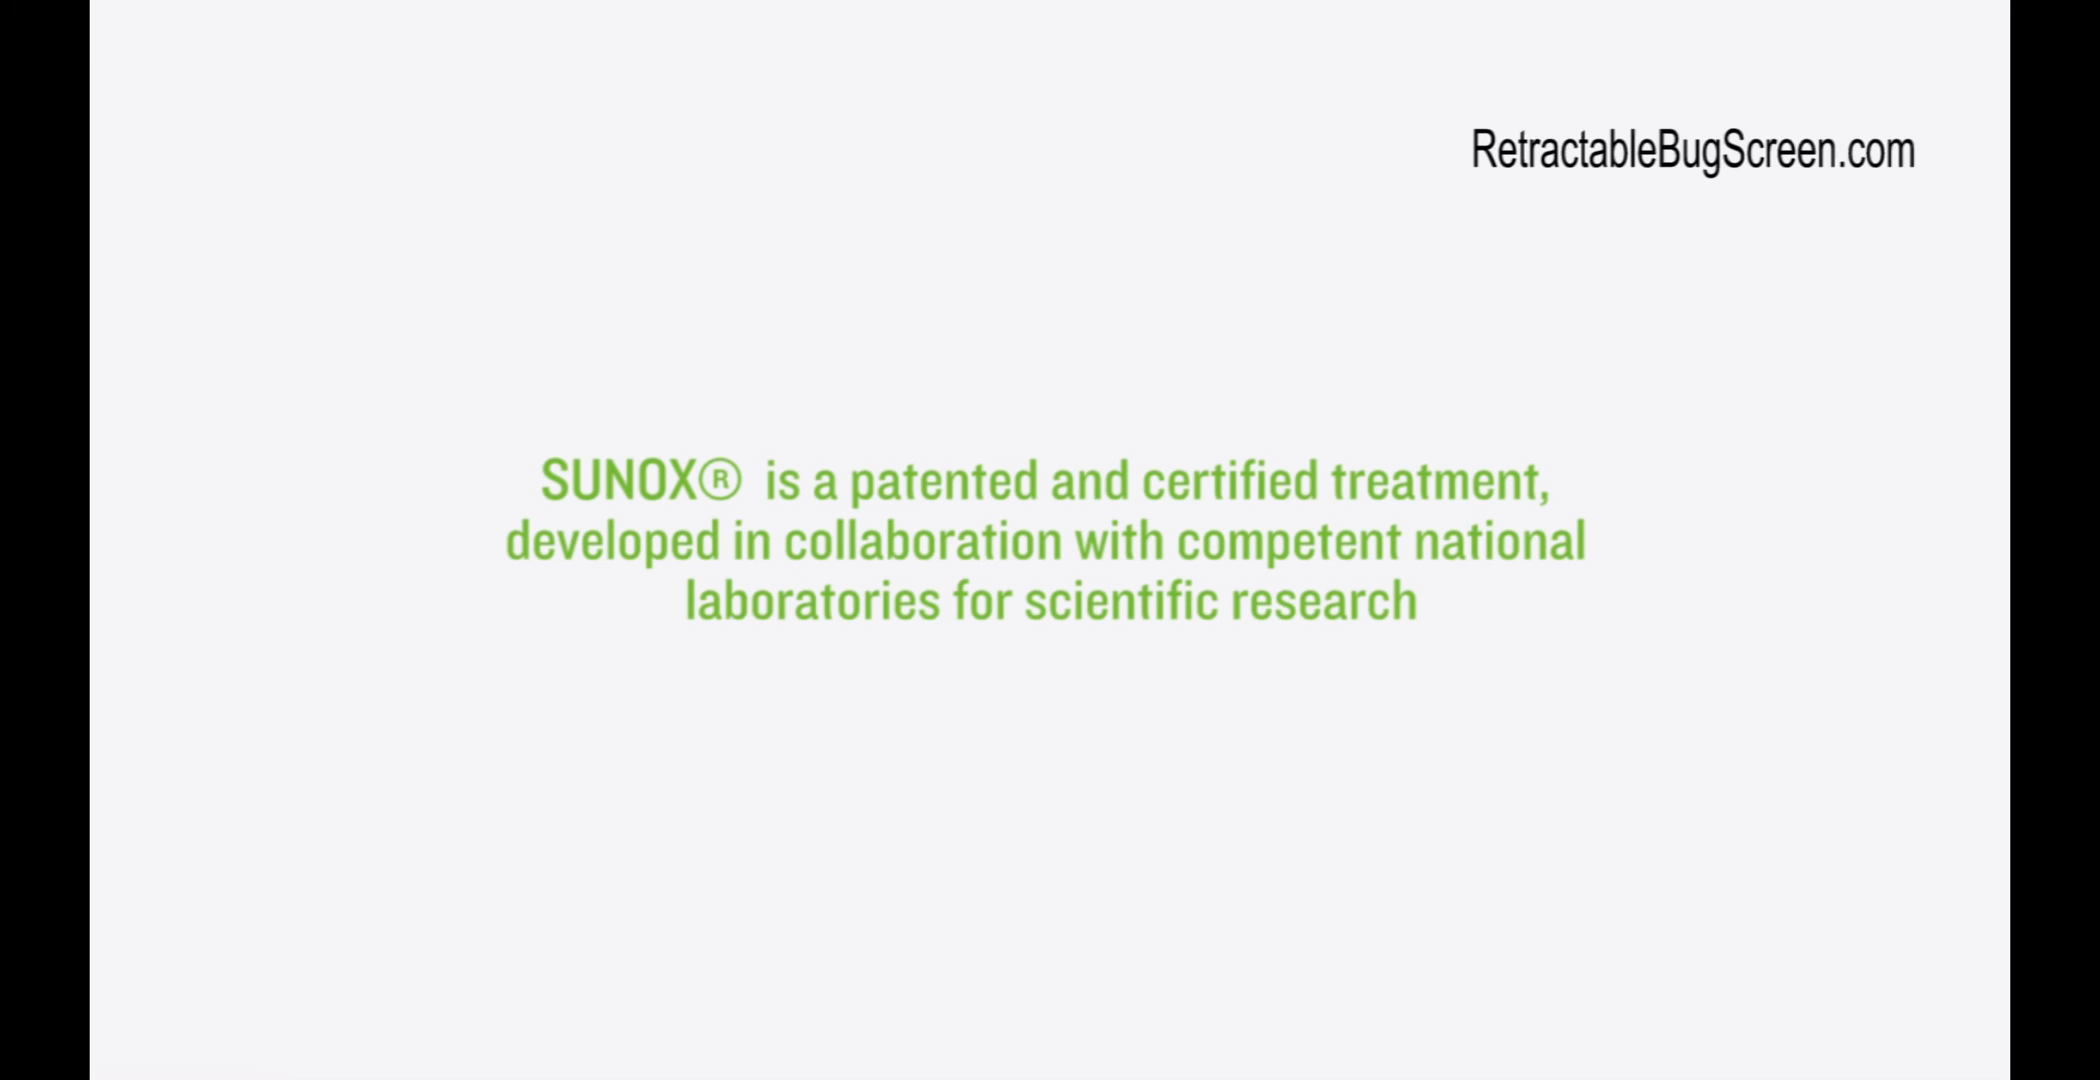 RetractableBugScreen.com
SUNOX® is a patented and certified treatment,
developed in collaboration with competent national
laboratories for scientific research